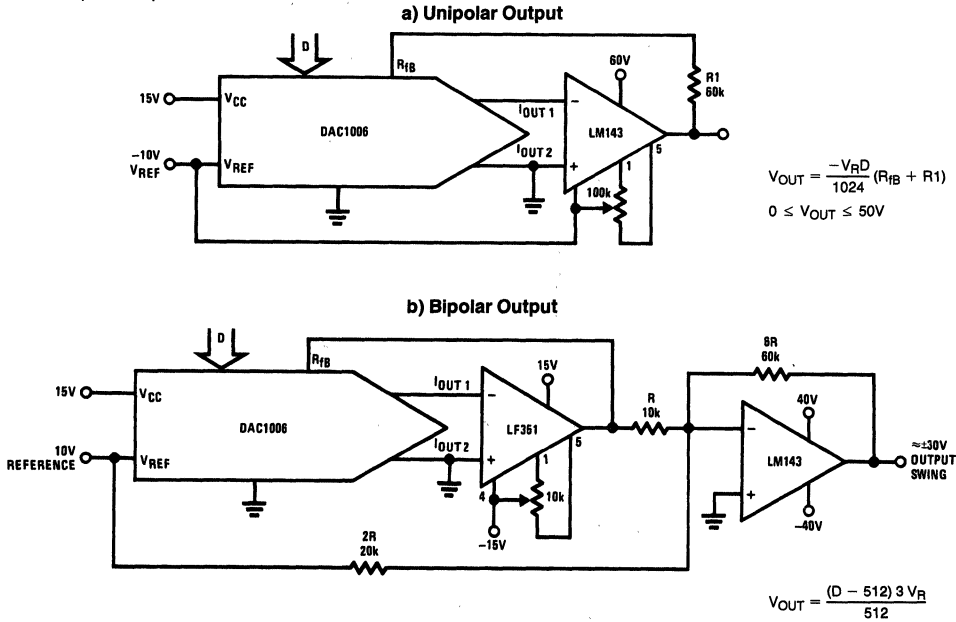 a) Unipolar Output
D
RfB
60V
R1
60k
15V
VCC
IOUT 1
−
LM143
DAC1006
5
−10V
VREF
VREF
IOUT 2
+
1
100k
VOUT = −VRD/1024 (RfB + R1)
0 ≤ VOUT ≤ 50V
b) Bipolar Output
D
RfB
6R
60k
15V
15V
VCC
IOUT 1
−
R
10k
40V
DAC1006
LF351
5
−
10V
REFERENCE
VREF
IOUT 2
+
1
LM143
≈±30V
OUTPUT
SWING
4
10k
+
−15V
−40V
2R
20k
VOUT = (D − 512) 3 VR/512